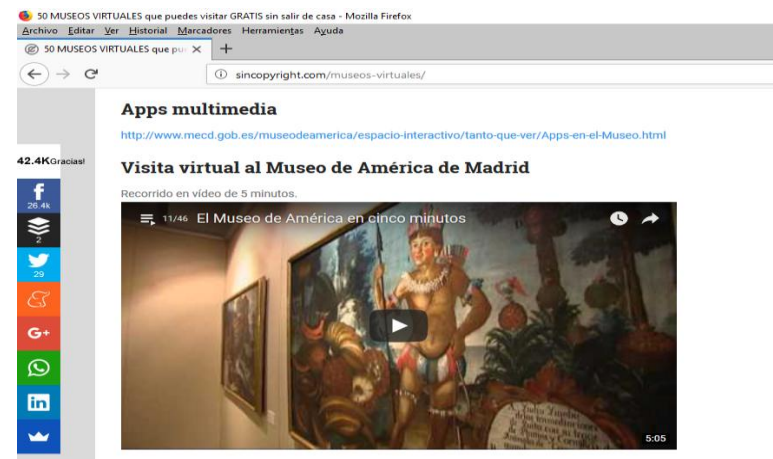 50 MUSEOS VIRTUALES que puedes visitar GRATIS sin salir de casa - Mozilla Firefox
Archivo Editar Ver Historial Marcadores Herramientas Ayuda
50 MUSEOS VIRTUALES que pu
sincopyright.com/museos-virtuales/
Apps multimedia
http://www.mecd.gob.es/museodeamerica/espacio-interactivo/tanto-que-ver/Apps-en-el-Museo.html
42.4K Gracias!
Visita virtual al Museo de América de Madrid
Recorrido en vídeo de 5 minutos.
11/46 El Museo de América en cinco minutos
26.4k
2
29
G+
in
5:05